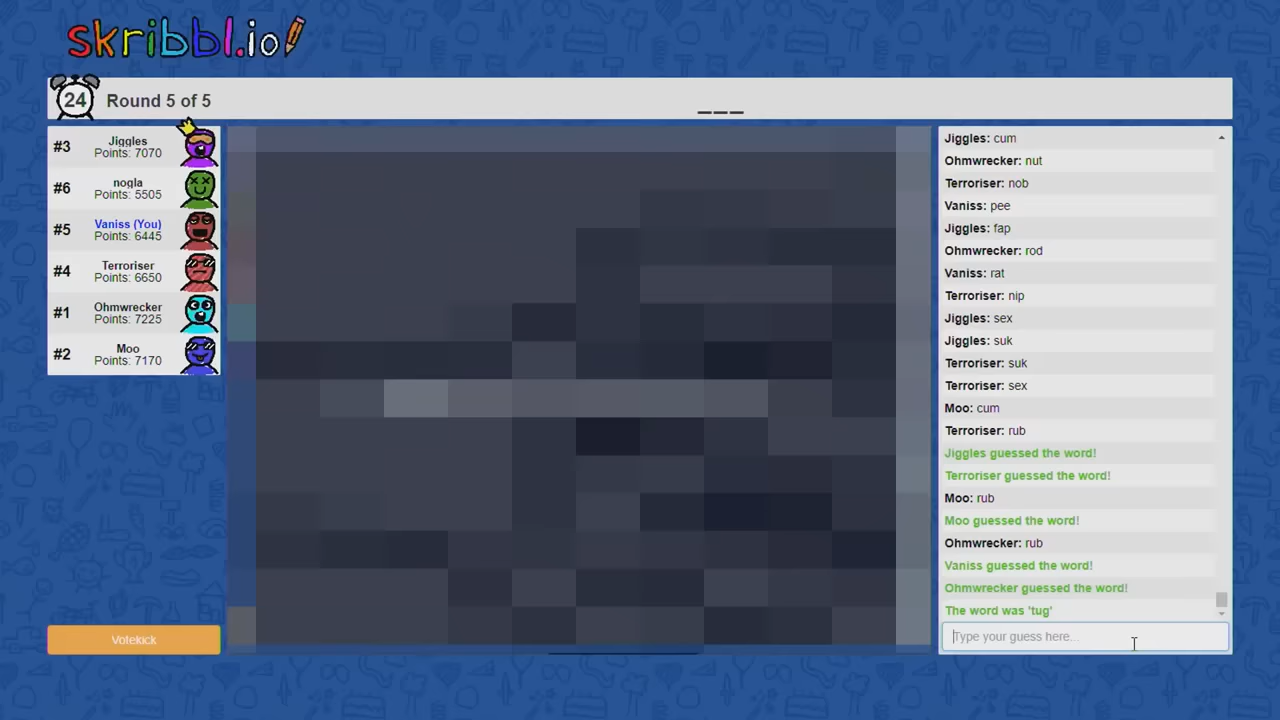 skribbl.io
24
Round 5 of 5
___
#3
Jiggles
Points: 7070
#6
nogla
Points: 5505
#5
Vaniss (You)
Points: 6445
#4
Terroriser
Points: 6650
#1
Ohmwrecker
Points: 7225
#2
Moo
Points: 7170
Votekick
Jiggles: cum
Ohmwrecker: nut
Terroriser: nob
Vaniss: pee
Jiggles: fap
Ohmwrecker: rod
Vaniss: rat
Terroriser: nip
Jiggles: sex
Jiggles: suk
Terroriser: suk
Terroriser: sex
Moo: cum
Terroriser: rub
Jiggles guessed the word!
Terroriser guessed the word!
Moo: rub
Moo guessed the word!
Ohmwrecker: rub
Vaniss guessed the word!
Ohmwrecker guessed the word!
The word was 'tug'
Type your guess here...